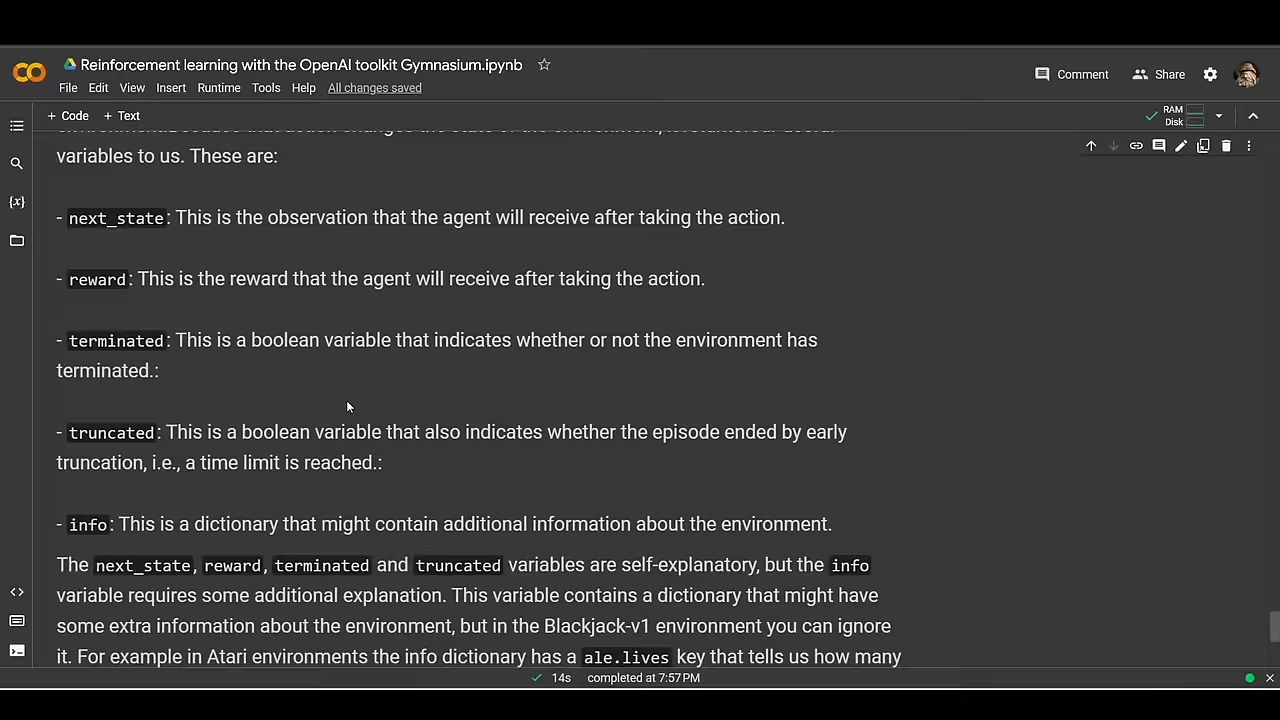 Reinforcement learning with the OpenAI toolkit Gymnasium.ipynb
Comment
Share
File Edit View Insert Runtime Tools Help All changes saved
+ Code + Text
RAM
Disk
variables to us. These are:
- next_state: This is the observation that the agent will receive after taking the action.
- reward: This is the reward that the agent will receive after taking the action.
- terminated: This is a boolean variable that indicates whether or not the environment has
terminated.:
- truncated: This is a boolean variable that also indicates whether the episode ended by early
truncation, i.e., a time limit is reached.:
- info: This is a dictionary that might contain additional information about the environment.
The next_state, reward, terminated and truncated variables are self-explanatory, but the info
variable requires some additional explanation. This variable contains a dictionary that might have
some extra information about the environment, but in the Blackjack-v1 environment you can ignore
it. For example in Atari environments the info dictionary has a ale.lives key that tells us how many
14s completed at 7:57 PM